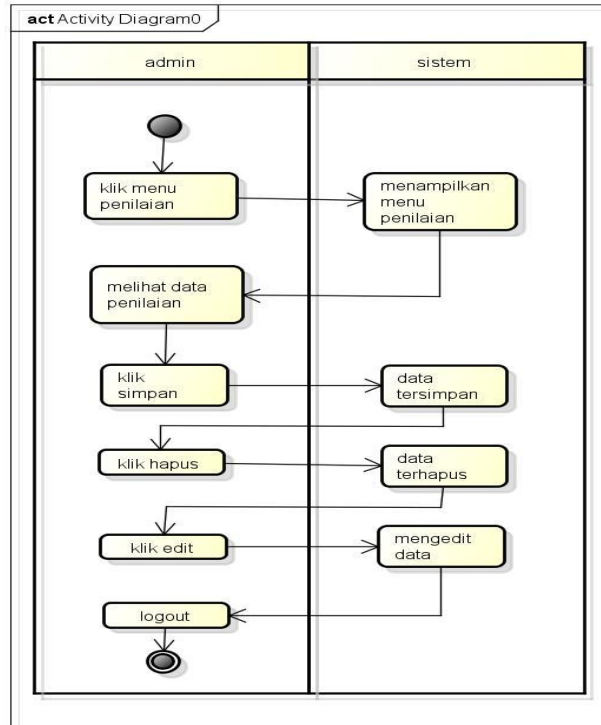 act Activity Diagram0
admin
sistem
klik menu
penilaian
menampilkan
menu
penilaian
melihat data
penilaian
klik
simpan
data
tersimpan
klik hapus
data
terhapus
klik edit
mengedit
data
logout